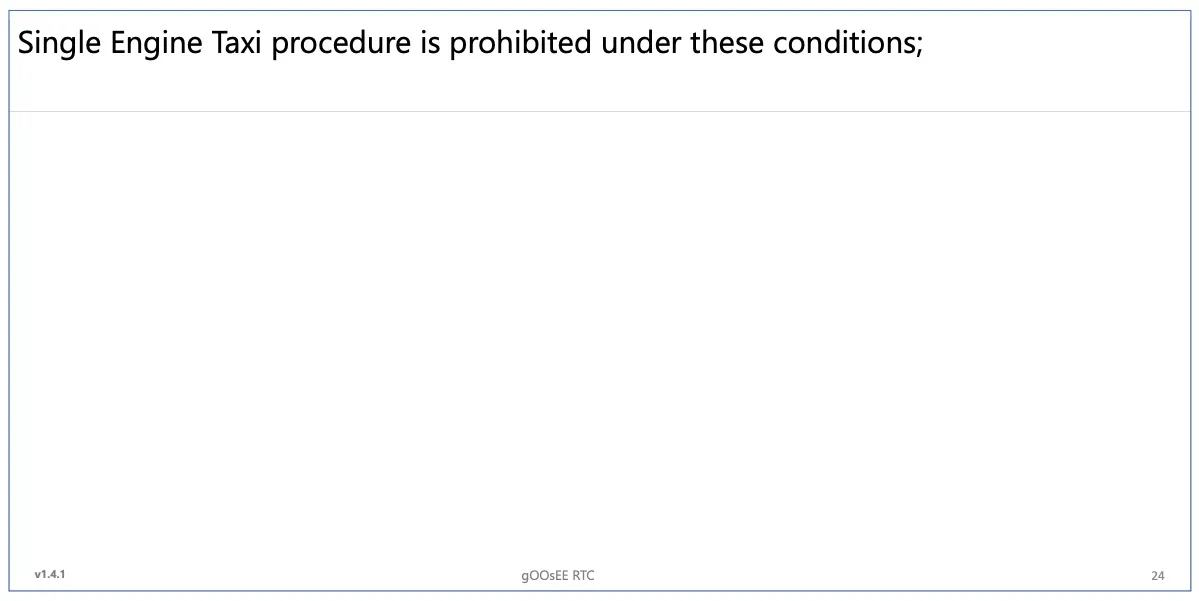 Single Engine Taxi procedure is prohibited under these conditions;
v1.4.1
gOOsEE RTC
24